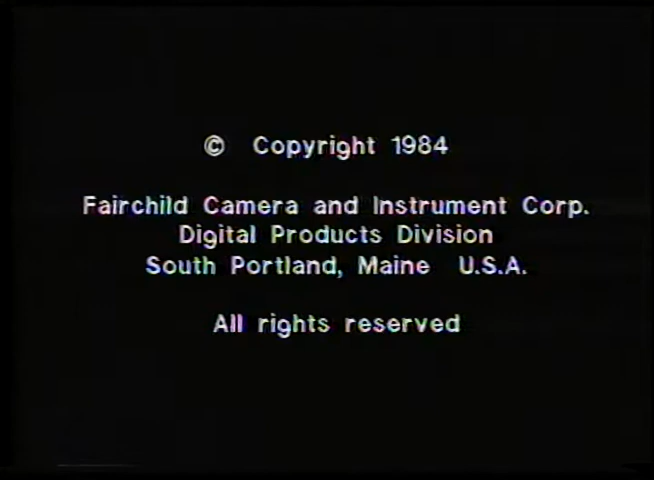 © Copyright 1984
Fairchild Camera and Instrument Corp.
Digital Products Division
South Portland, Maine U.S.A.
All rights reserved